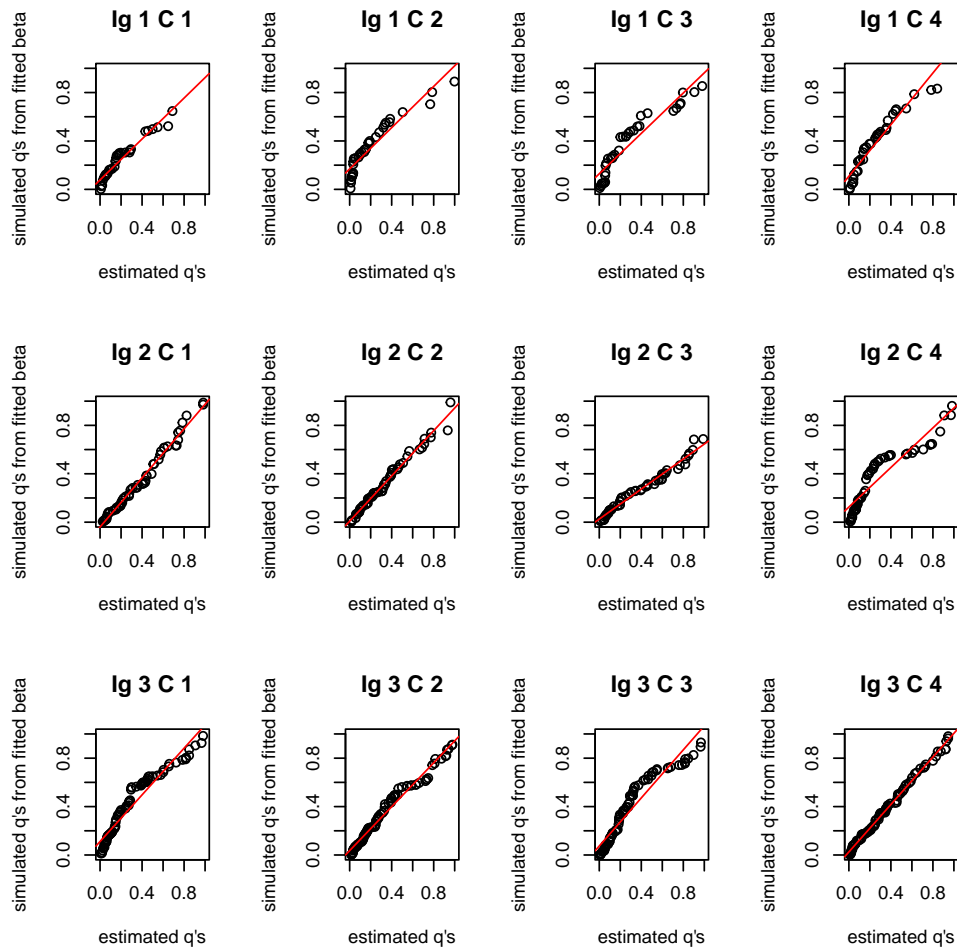 Ig 1 C 1
simulated q's from fitted beta
0.0 0.4 0.8
0.0 0.4 0.8
estimated q's
Ig 1 C 2
simulated q's from fitted beta
0.0 0.4 0.8
0.0 0.4 0.8
estimated q's
Ig 1 C 3
simulated q's from fitted beta
0.0 0.4 0.8
0.0 0.4 0.8
estimated q's
Ig 1 C 4
simulated q's from fitted beta
0.0 0.4 0.8
0.0 0.4 0.8
estimated q's
Ig 2 C 1
simulated q's from fitted beta
0.0 0.4 0.8
0.0 0.4 0.8
estimated q's
Ig 2 C 2
simulated q's from fitted beta
0.0 0.4 0.8
0.0 0.4 0.8
estimated q's
Ig 2 C 3
simulated q's from fitted beta
0.0 0.4 0.8
0.0 0.4 0.8
estimated q's
Ig 2 C 4
simulated q's from fitted beta
0.0 0.4 0.8
0.0 0.4 0.8
estimated q's
Ig 3 C 1
simulated q's from fitted beta
0.0 0.4 0.8
0.0 0.4 0.8
estimated q's
Ig 3 C 2
simulated q's from fitted beta
0.0 0.4 0.8
0.0 0.4 0.8
estimated q's
Ig 3 C 3
simulated q's from fitted beta
0.0 0.4 0.8
0.0 0.4 0.8
estimated q's
Ig 3 C 4
simulated q's from fitted beta
0.0 0.4 0.8
0.0 0.4 0.8
estimated q's